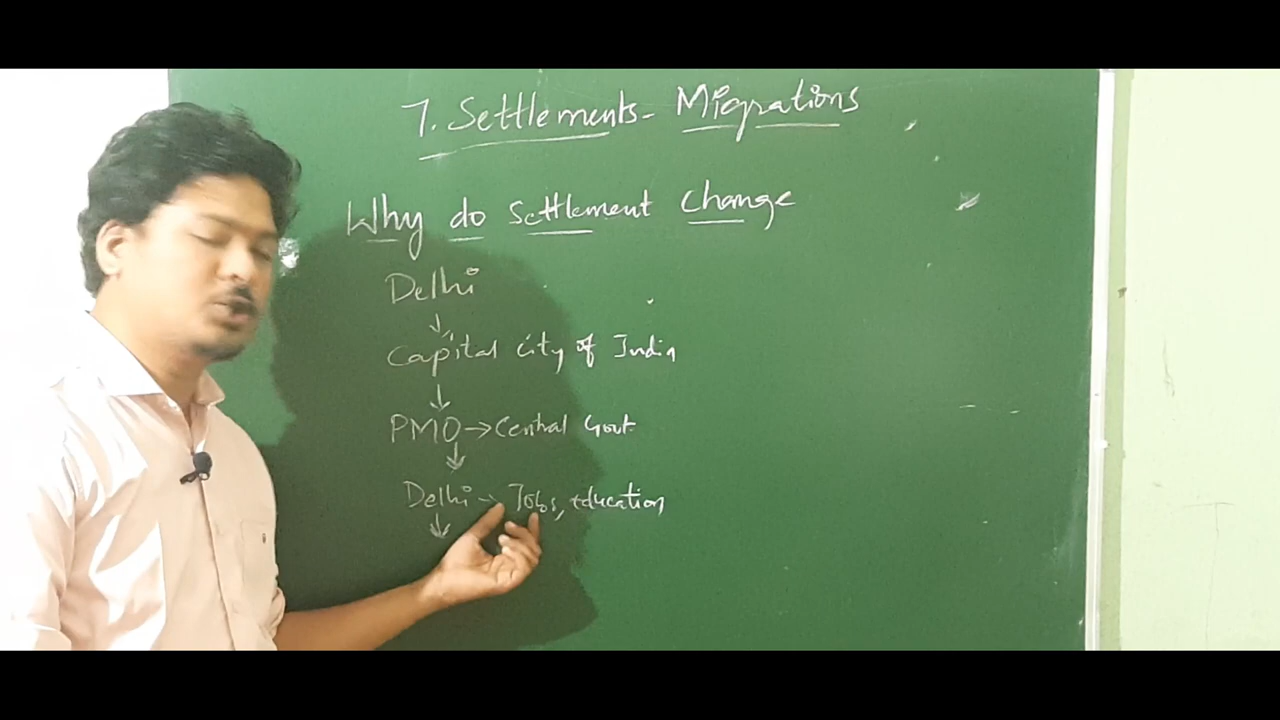 7. Settlements- Migrations
Why do Settlement Change
Delhi
↓
Capital City of India
↓
PMO → Central Govt.
↓
Delhi → Jobs, Education
↓